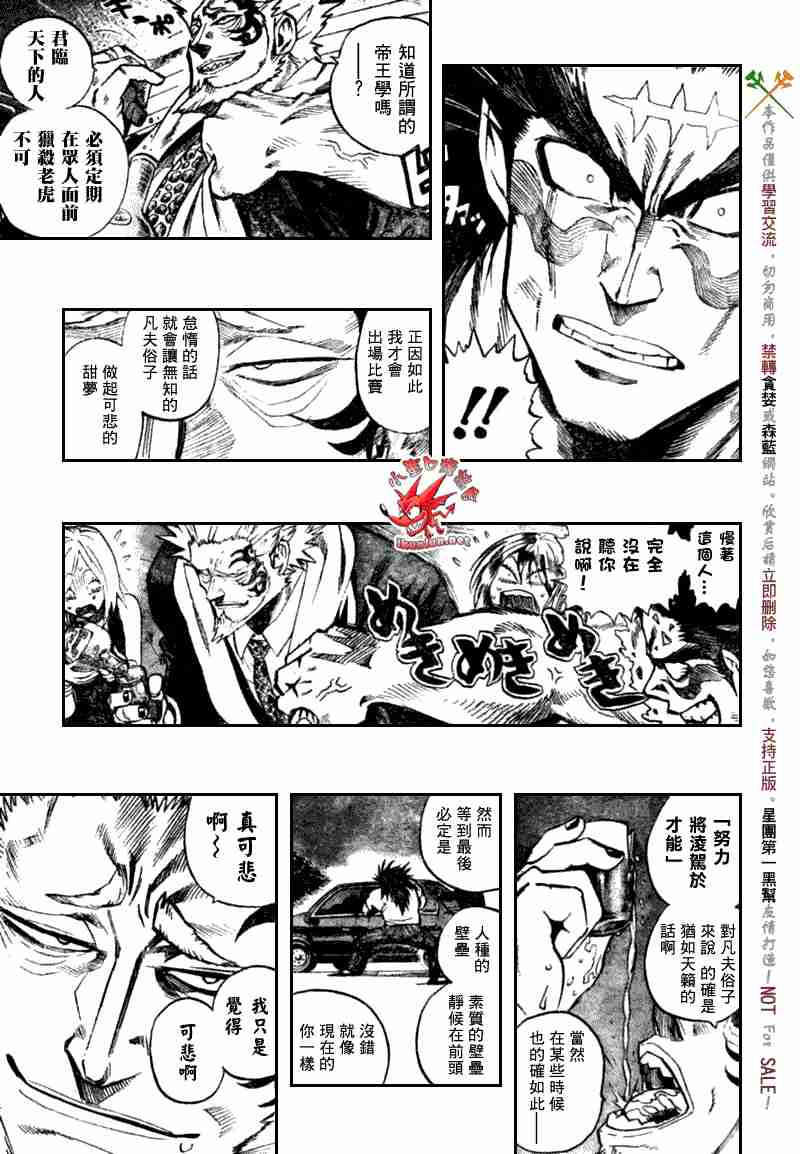 知道所謂的
帝王學嗎
——?
君臨
天下的人
必須定期
在眾人面前
獵殺老虎
不可
!!
正因如此
我才會
出場比賽
怠惰的話
就會讓無知的
凡夫俗子
做起可悲的
甜夢
慢著
這個人…
完全
沒在
聽你
說啊!
めき
めき
めき
「努力
將淩駕於
才能」
對凡夫俗子
來說 的確是
猶如天籟的
話啊
當然
在某些時候
也的確如此——
然而
等到最後
必定是
人種的
壁壘
素質的壁壘
靜候在前頭
沒錯
就像
現在的
你一樣
真可悲
啊~
我只是
覺得
可悲啊
本作品僅供學習交流，切勿商用，禁轉貪婪或森藍網站。欣賞后請立即刪除，如您喜歡，支持正版。星團第一黑幫友情打造!NOT For SALE!